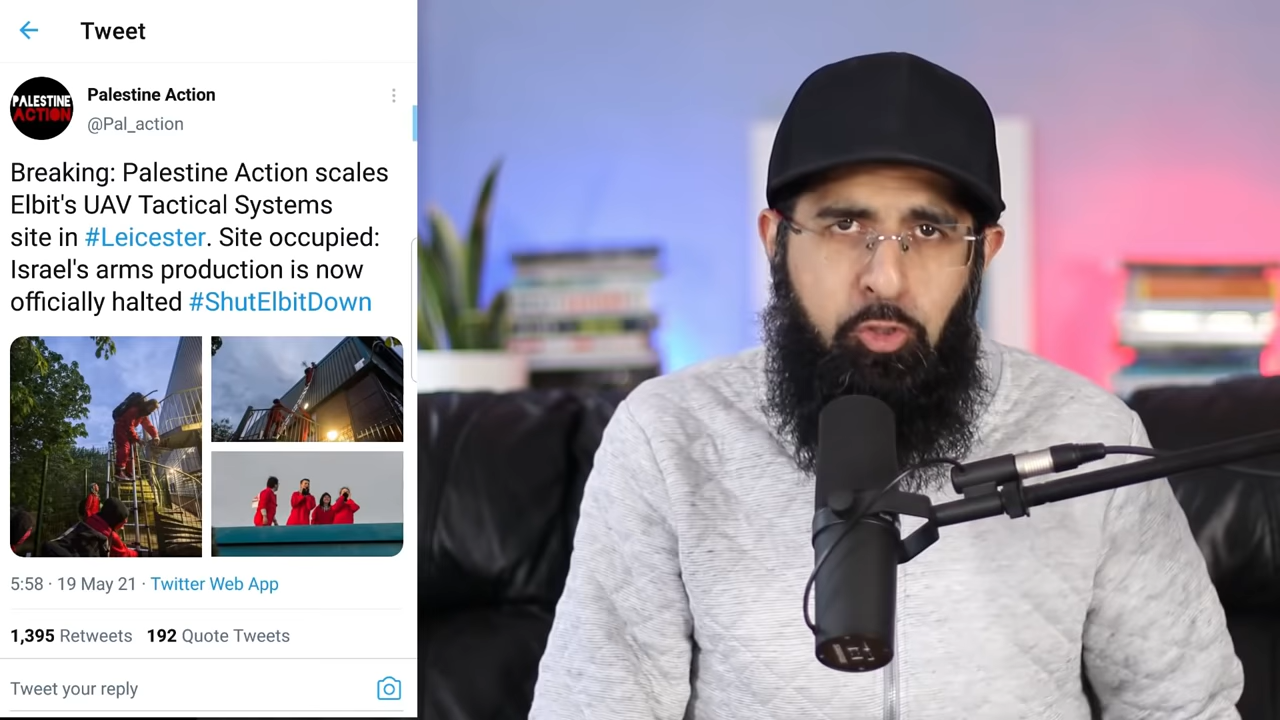 Tweet
PALESTINE
ACTION
Palestine Action
@Pal_action
Breaking: Palestine Action scales
Elbit's UAV Tactical Systems
site in #Leicester. Site occupied:
Israel's arms production is now
officially halted #ShutElbitDown
5:58 · 19 May 21 · Twitter Web App
1,395 Retweets 192 Quote Tweets
Tweet your reply